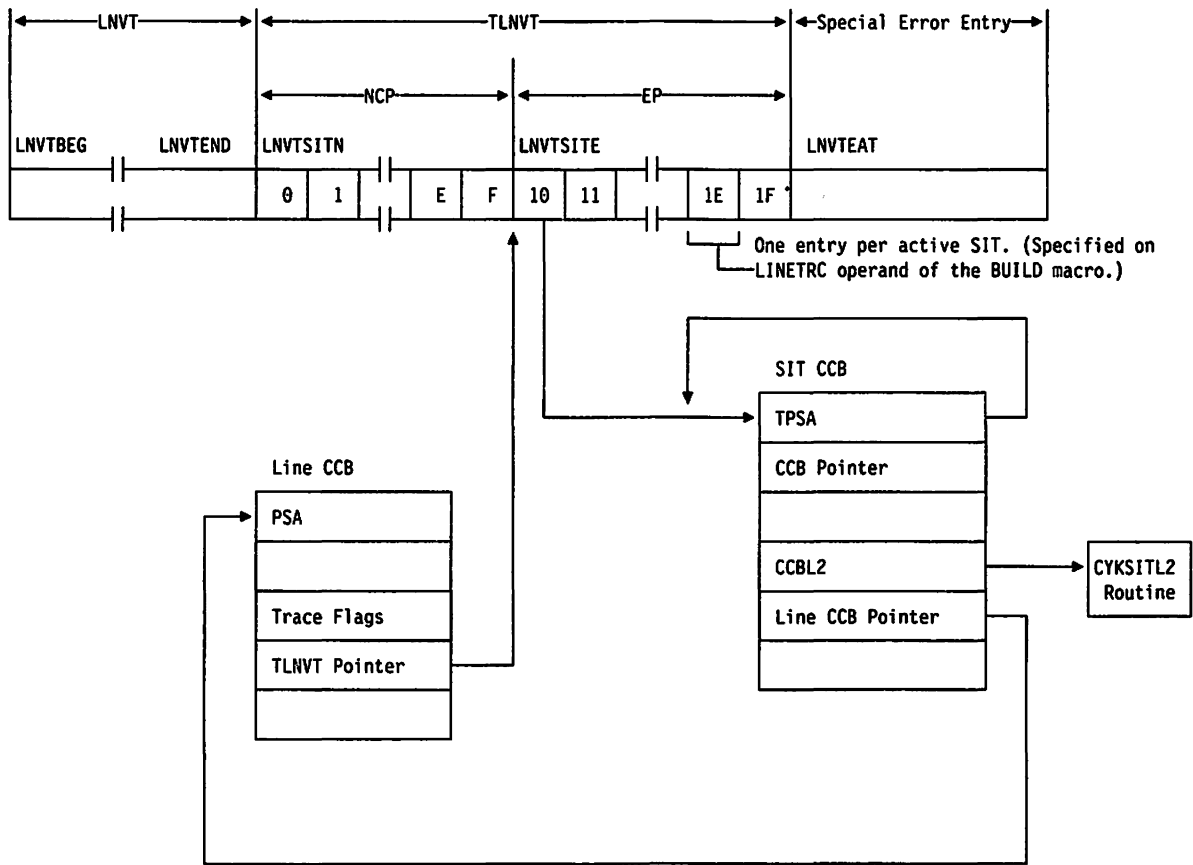 LNVT TLNVT Special Error Entry
NCP EP
LNVTBEG LNVTEND LNVTSITN LNVTSITE LNVTEAT
0 1 E F 10 11 1E 1F
One entry per active SIT. (Specified on
LINETRC operand of the BUILD macro.)
SIT CCB
TPSA
CCB Pointer
CCBL2
Line CCB Pointer
CYKSITL2
Routine
Line CCB
PSA
Trace Flags
TLNVT Pointer